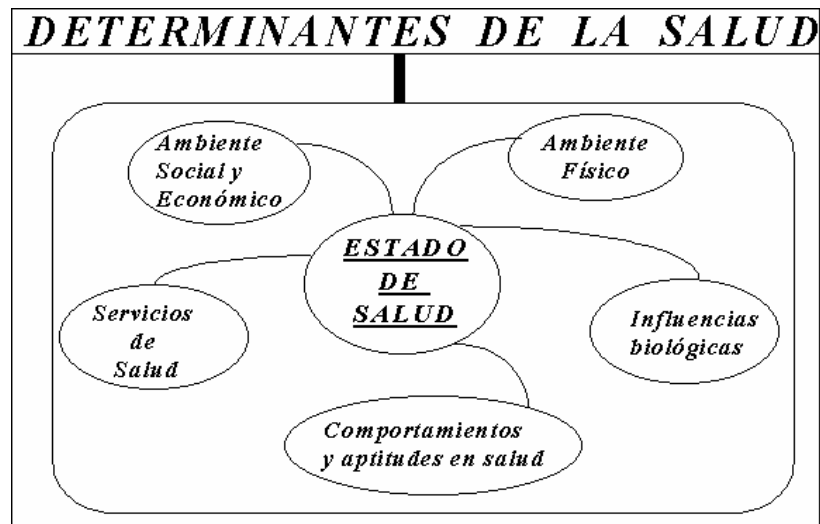 DETERMINANTES DE LA SALUD
Ambiente
Social y
Económico
Ambiente
Físico
ESTADO
DE
SALUD
Servicios
de
Salud
Influencias
biológicas
Comportamientos
y aptitudes en salud